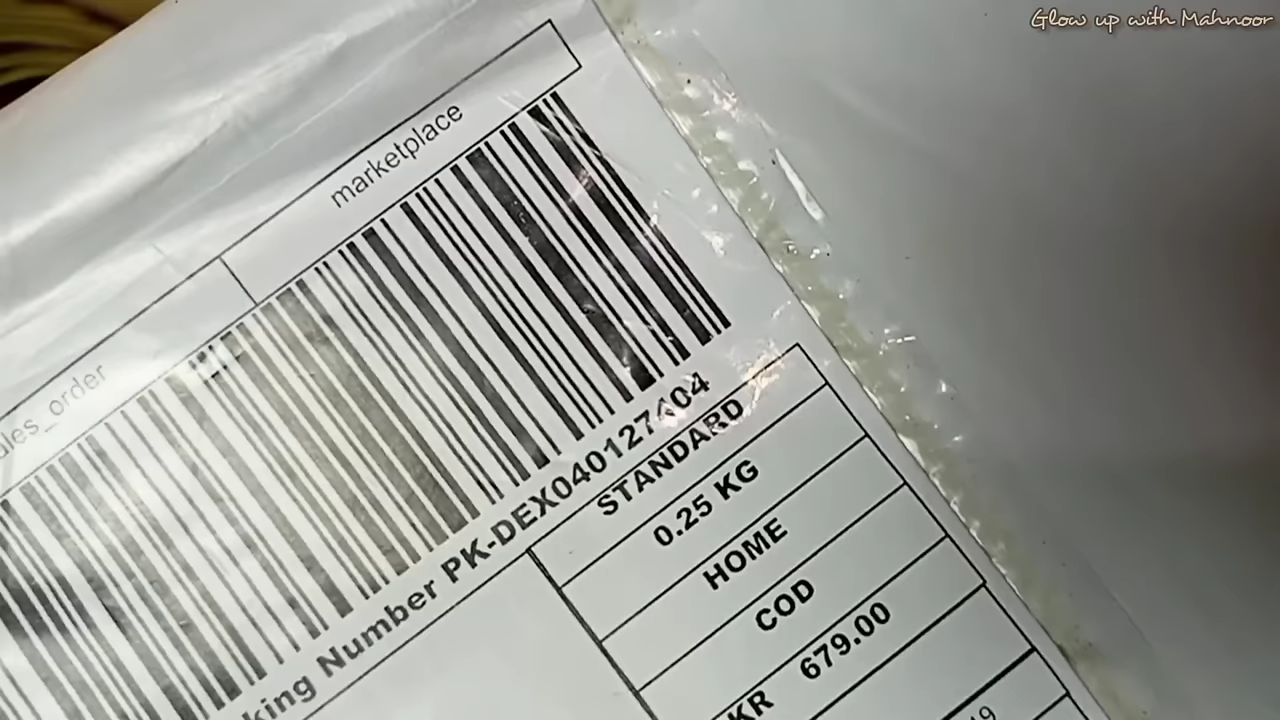 Glow up with Mahnoor
marketplace
ales_order
king Number PK-DEX040127404
STANDARD
0.25 KG
HOME
COD
KR 679.00
19